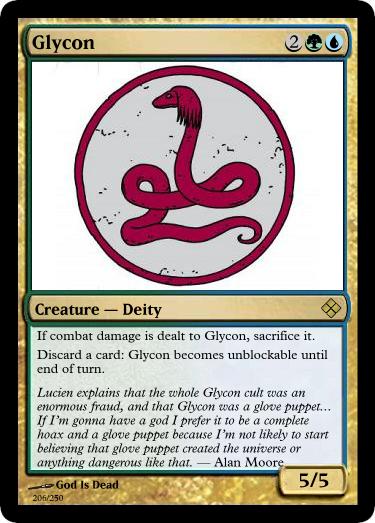 Glycon 2
Creature — Deity
If combat damage is dealt to Glycon, sacrifice it.
Discard a card: Glycon becomes unblockable until
end of turn.
Lucien explains that the whole Glycon cult was an
enormous fraud, and that Glycon was a glove puppet...
If I'm gonna have a god I prefer it to be a complete
hoax and a glove puppet because I'm not likely to start
believing that glove puppet created the universe or
anything dangerous like that. — Alan Moore
God Is Dead
5/5
206/250